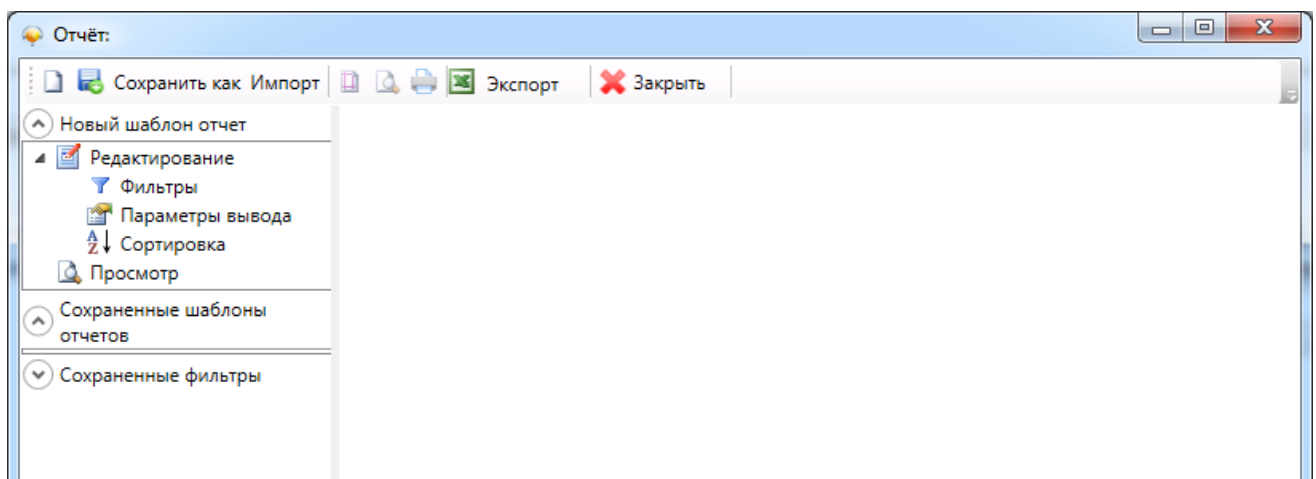 Отчёт:
Сохранить как Импорт Экспорт Закрыть
Новый шаблон отчет
Редактирование
Фильтры
Параметры вывода
Сортировка
Просмотр
Сохраненные шаблоны
отчетов
Сохраненные фильтры